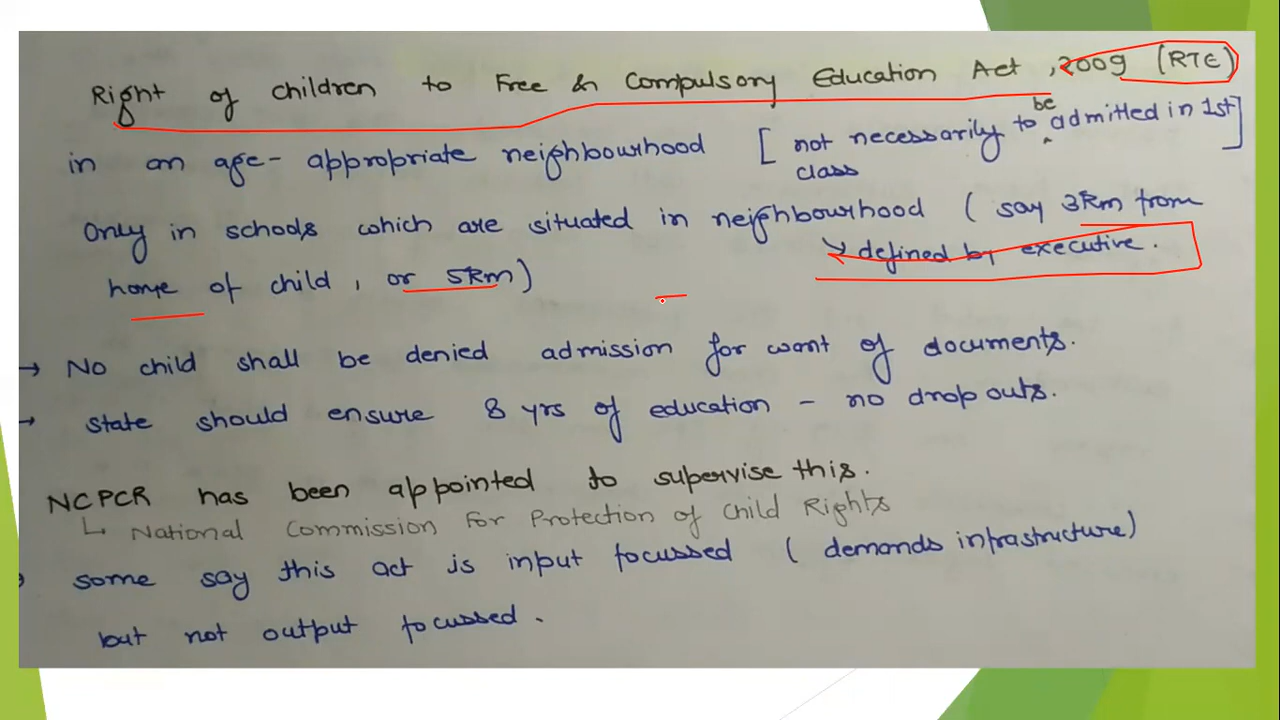 Right of children to Free & Compulsory Education Act, 2009 (RTE)
in an age-appropriate neighbourhood [not necessarily to be admitted in 1st class]
Only in schools which are situated in neighbourhood (say 3km from
→ defined by executive.
home of child, or 5km)
→ No child shall be denied admission for want of documents.
→ state should ensure 8 yrs of education - no drop outs.
NCPCR has been appointed to supervise this.
↳ National Commission For Protection of Child Rights
some say this act is input focussed (demands infrastructure)
but not output focussed.